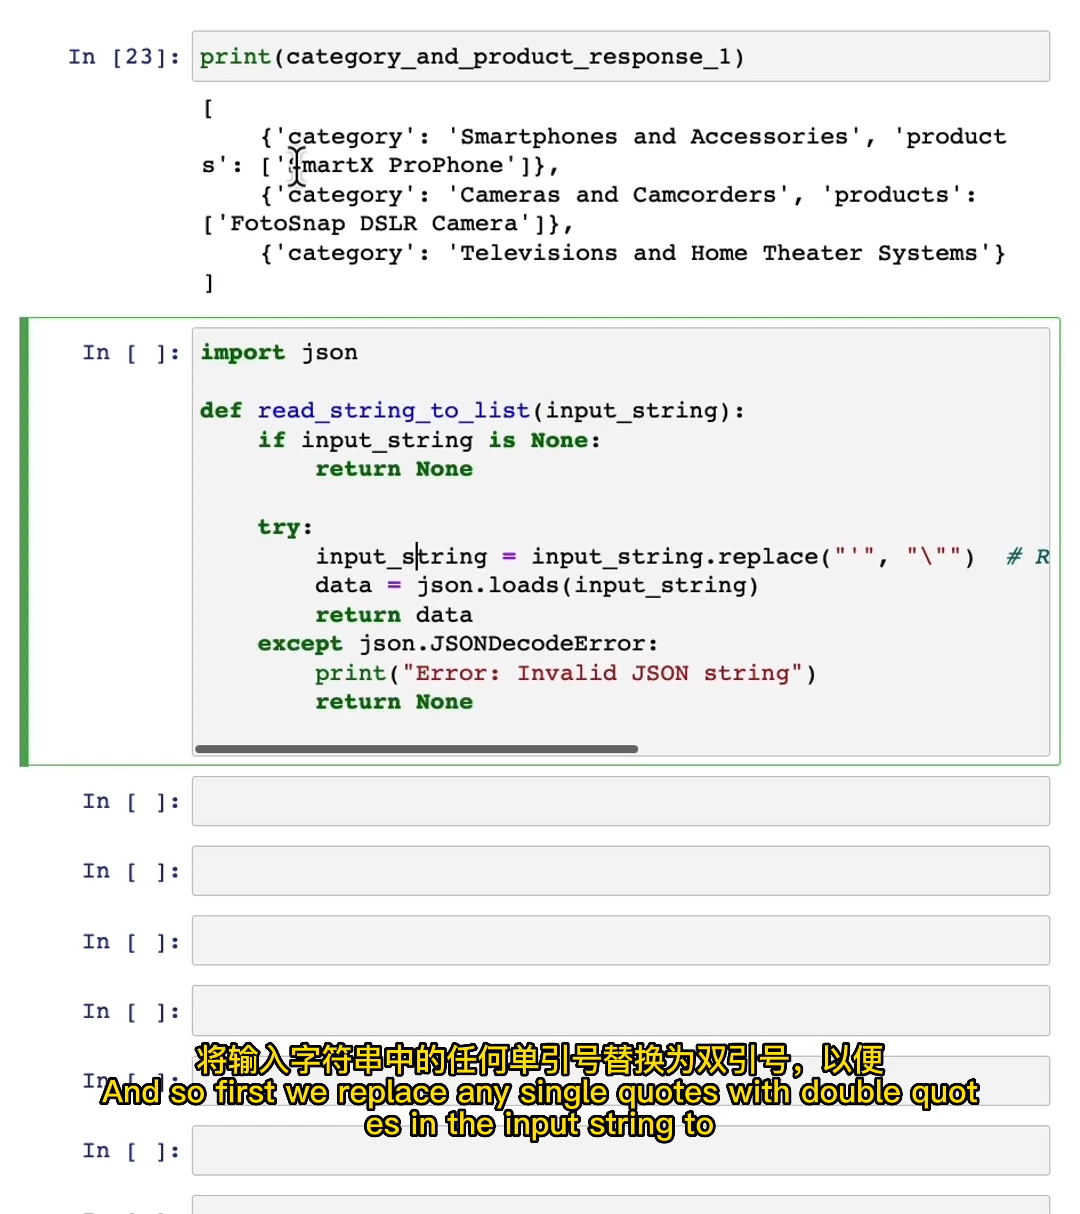 In [23]: print(category_and_product_response_1)
[
    {'category': 'Smartphones and Accessories', 'product
s': ['SmartX ProPhone']},
    {'category': 'Cameras and Camcorders', 'products':
['FotoSnap DSLR Camera']},
    {'category': 'Televisions and Home Theater Systems'}
]
In [ ]: import json
def read_string_to_list(input_string):
    if input_string is None:
        return None
    try:
        input_string = input_string.replace("'", "\"")  # R
        data = json.loads(input_string)
        return data
    except json.JSONDecodeError:
        print("Error: Invalid JSON string")
        return None
In [ ]:
In [ ]:
In [ ]:
In [ ]:
将输入字符串中的任何单引号替换为双引号，以便
In [ ]:
And so first we replace any single quotes with double quot
es in the input string to
In [ ]: